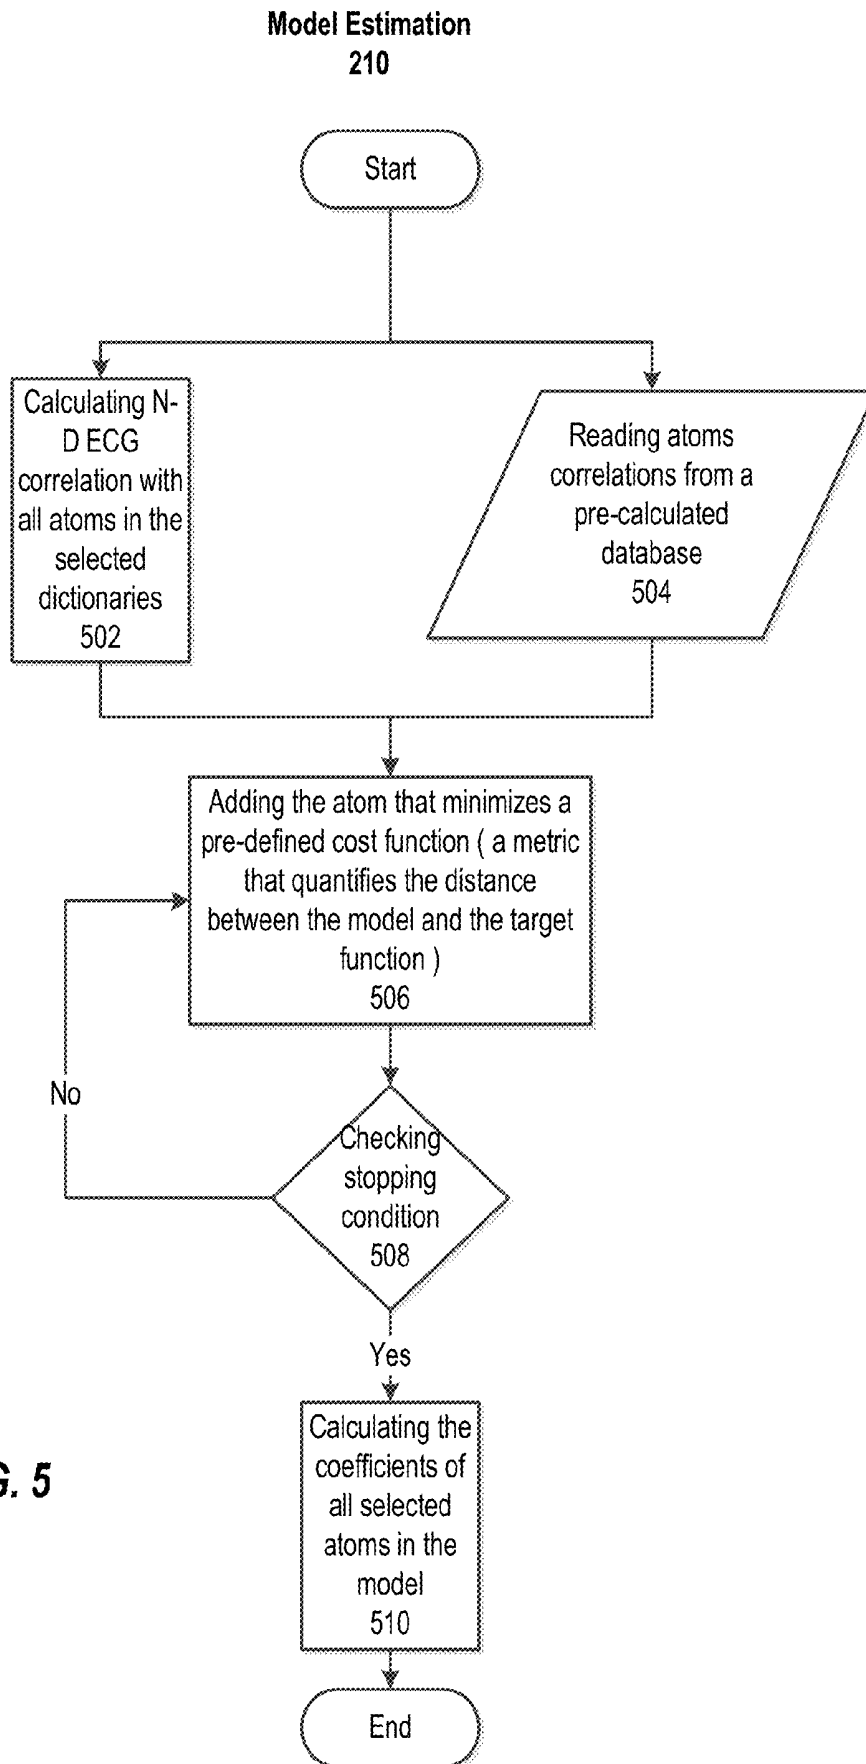 Model Estimation
210
Start
Calculating N-
D ECG
correlation with
all atoms in the
selected
dictionaries
502
Reading atoms
correlations from a
pre-calculated
database
504
Adding the atom that minimizes a
pre-defined cost function ( a metric
that quantifies the distance
between the model and the target
function )
506
No
Checking
stopping
condition
508
Yes
Calculating the
coefficients of
all selected
atoms in the
model
510
G. 5
End